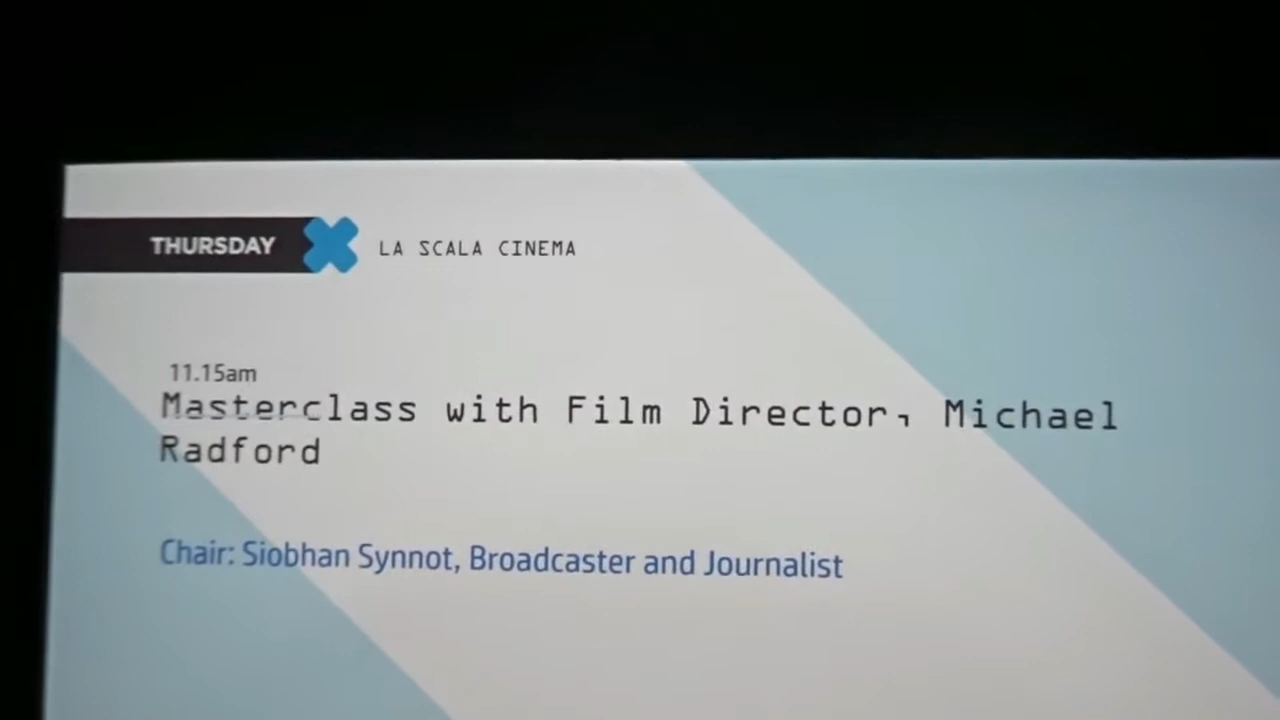 THURSDAY LA SCALA CINEMA
11.15am
Masterclass with Film Director, Michael
Radford
Chair: Siobhan Synnot, Broadcaster and Journalist